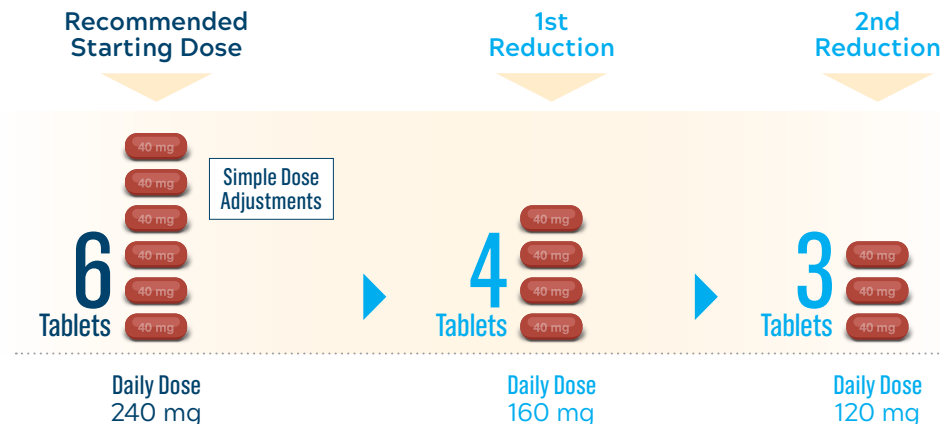 Recommended
Starting Dose
1st
Reduction
2nd
Reduction
40 mg
40 mg
40 mg
40 mg
40 mg
40 mg
Simple Dose
Adjustments
6
Tablets
40 mg
40 mg
40 mg
40 mg
4
Tablets
40 mg
40 mg
40 mg
3
Tablets
Daily Dose
240 mg
Daily Dose
160 mg
Daily Dose
120 mg